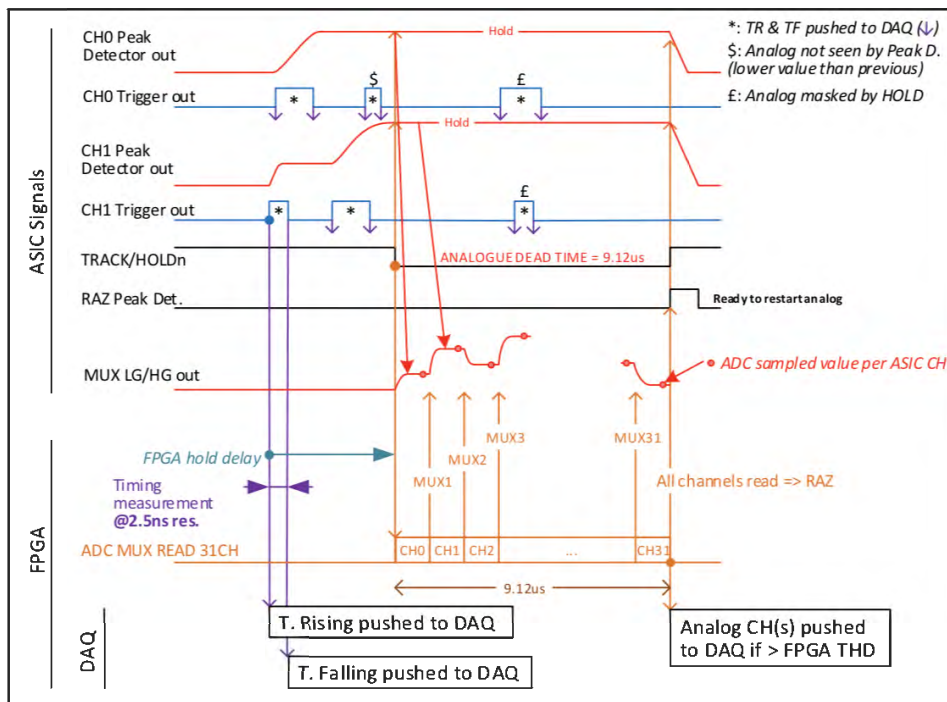 CH0 Peak
Detector out
Hold
*: TR & TF pushed to DAQ (↓)
$: Analog not seen by Peak D.
(lower value than previous)
£: Analog masked by HOLD
CH0 Trigger out
*
$
*
£
*
Hold
CH1 Peak
Detector out
CH1 Trigger out
*
*
£
*
TRACK/HOLDn
ANALOGUE DEAD TIME = 9.12us
RAZ Peak Det.
Ready to restart analog
MUX LG/HG out
ADC sampled value per ASIC CH
ASIC Signals
FPGA hold delay
MUX1
MUX2
MUX3
MUX31
All channels read => RAZ
Timing
measurement
@2.5ns res.
ADC MUX READ 31CH
CH0
CH1
CH2
...
CH31
9.12us
FPGA
T. Rising pushed to DAQ
T. Falling pushed to DAQ
Analog CH(s) pushed
to DAQ if > FPGA THD
DAQ